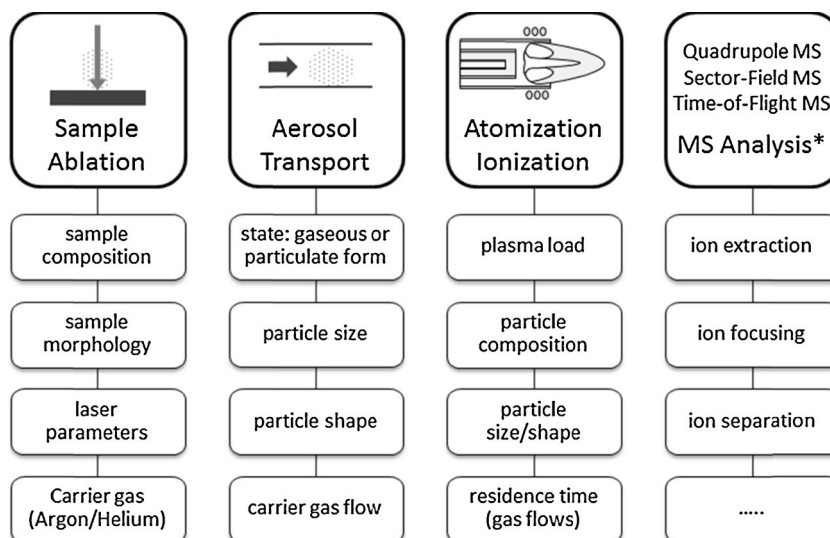 Sample
Ablation
sample
composition
sample
morphology
laser
parameters
Carrier gas
(Argon/Helium)
Aerosol
Transport
state: gaseous or
particulate form
particle size
particle shape
carrier gas flow
Atomization
Ionization
plasma load
particle
composition
particle
size/shape
residence time
(gas flows)
Quadrupole MS
Sector-Field MS
Time-of-Flight MS
MS Analysis*
ion extraction
ion focusing
ion separation
.....